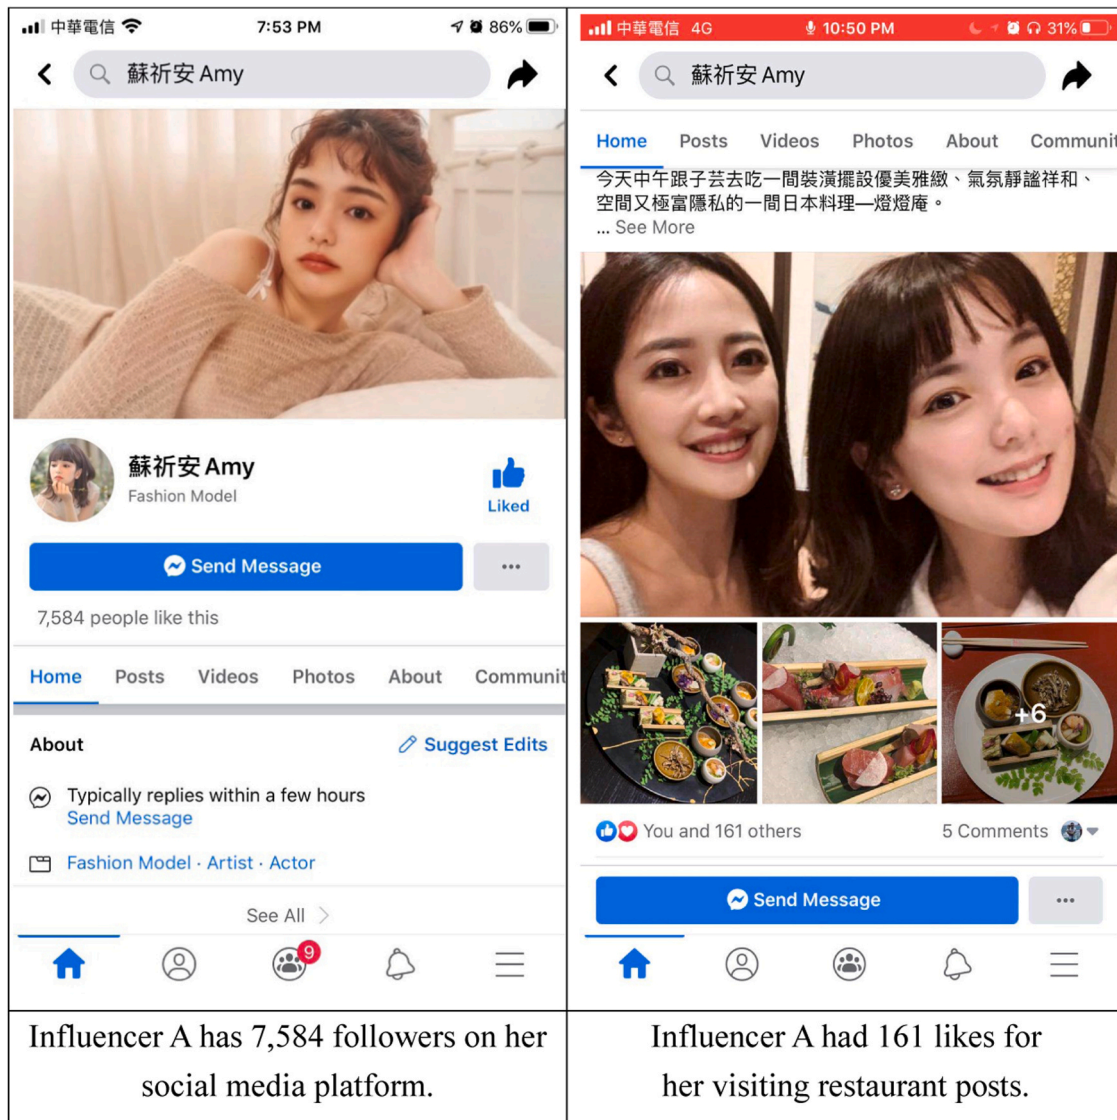 中華電信
7:53 PM
86%
蘇祈安 Amy
蘇祈安 Amy
Fashion Model
Liked
Send Message
7,584 people like this
Home Posts Videos Photos About Communit
About
Suggest Edits
Typically replies within a few hours
Send Message
Fashion Model · Artist · Actor
See All
9
Influencer A has 7,584 followers on her
social media platform.
中華電信 4G
10:50 PM
31%
蘇祈安 Amy
Home Posts Videos Photos About Communit
今天中午跟子芸去吃一間裝潢擺設優美雅緻、氣氛靜謐祥和、
空間又極富隱私的一間日本料理—燈燈庵。
... See More
+6
You and 161 others
5 Comments
Send Message
Influencer A had 161 likes for
her visiting restaurant posts.